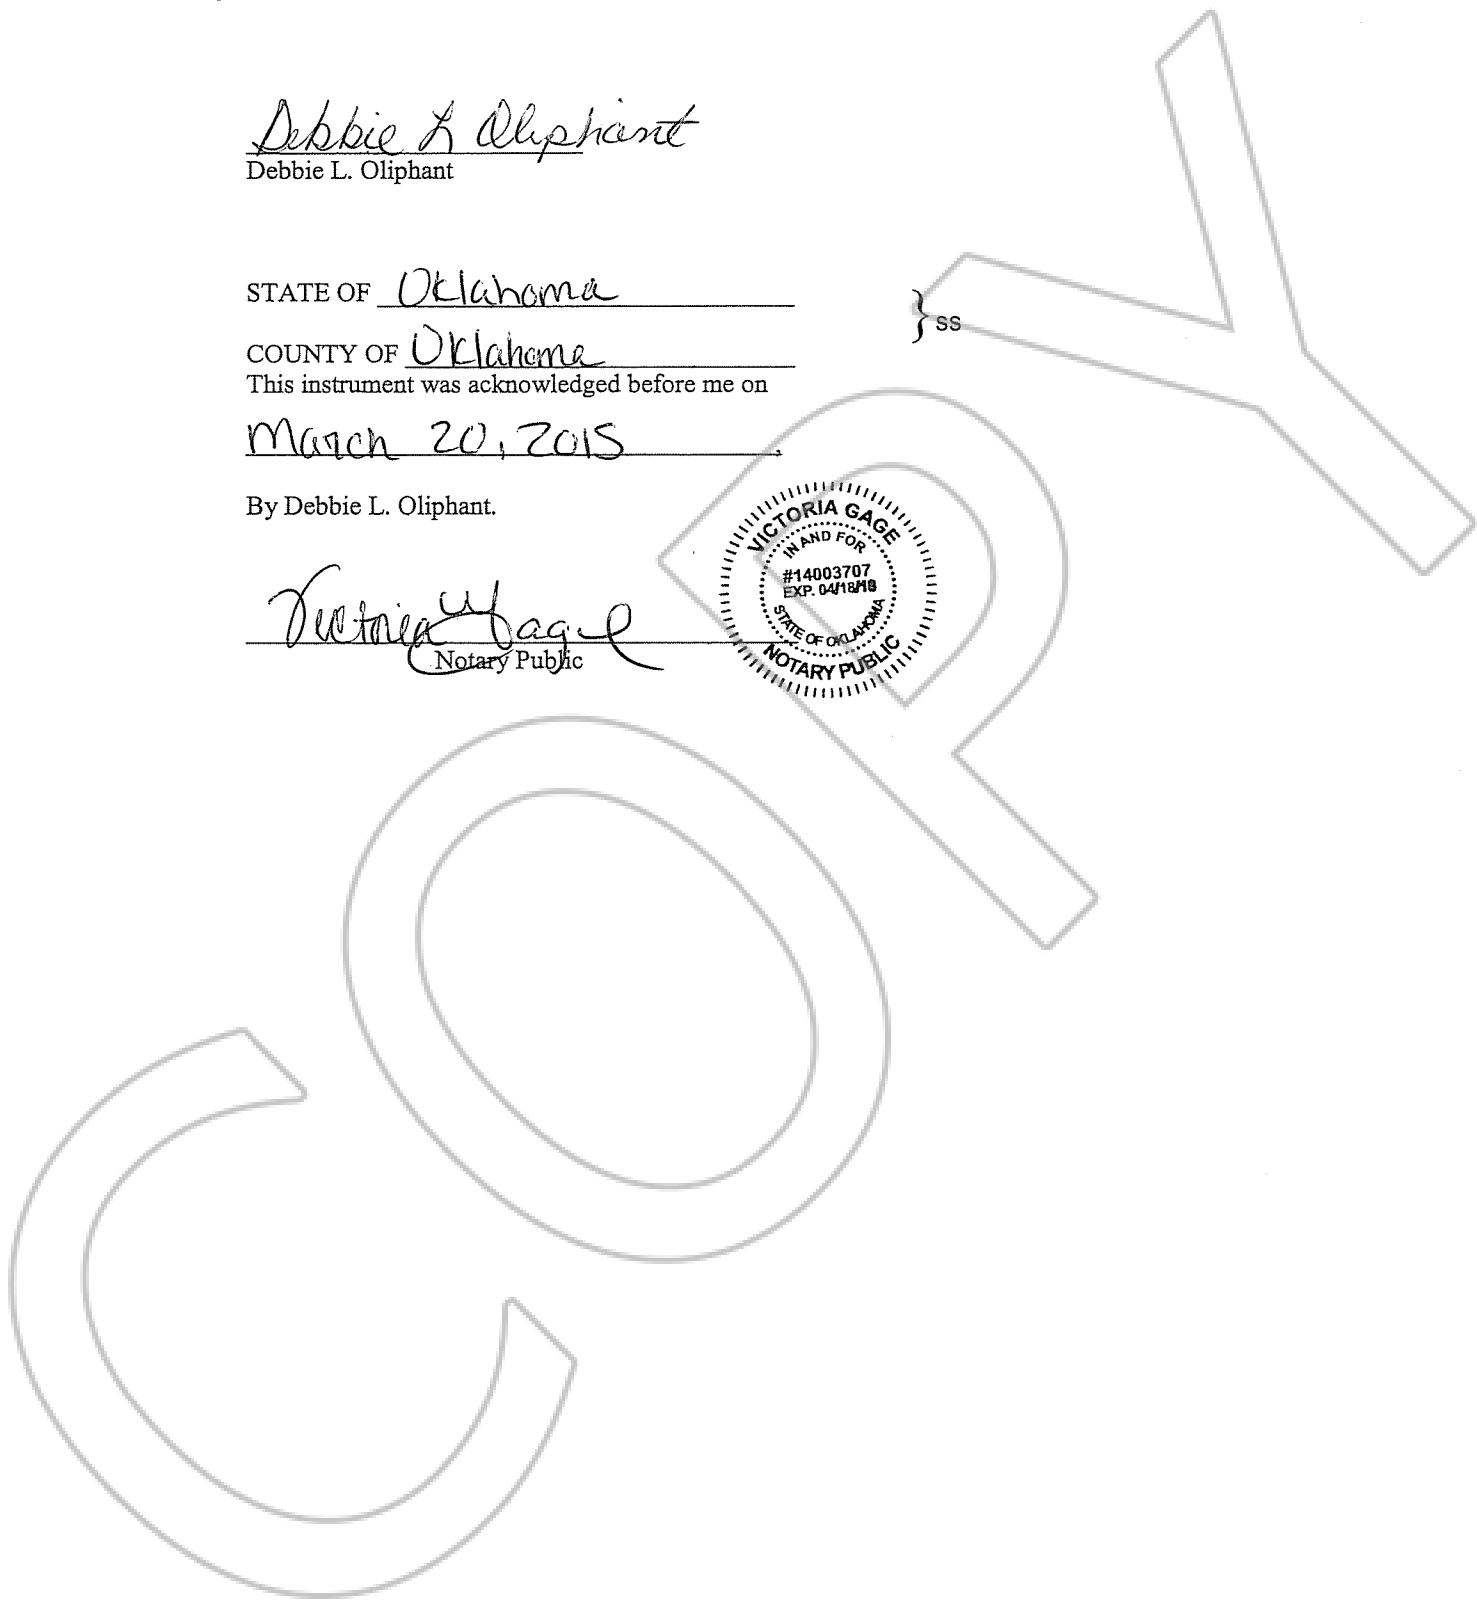 Debbie L Oliphant
Debbie L. Oliphant
STATE OF Oklahoma
} ss
COUNTY OF Oklahoma
This instrument was acknowledged before me on
March 20, 2015,
By Debbie L. Oliphant.
Victoria Gage
Notary Public
VICTORIA GAGE
IN AND FOR
#14003707
EXP. 04/18/18
STATE OF OKLAHOMA
NOTARY PUBLIC
COPY